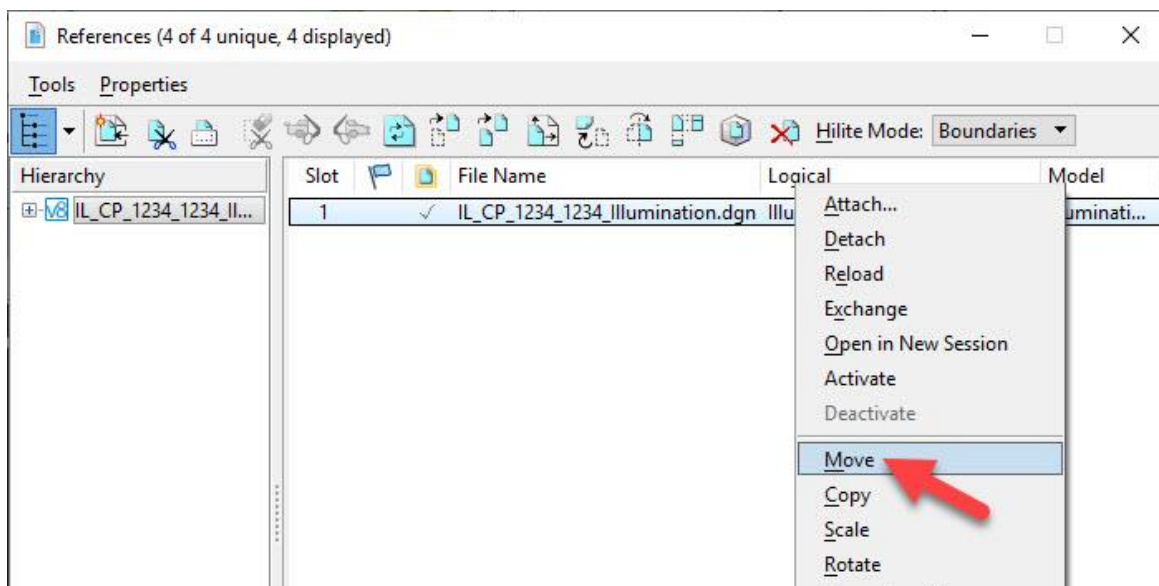 References (4 of 4 unique, 4 displayed)
Tools Properties
Hilite Mode: Boundaries
Hierarchy Slot File Name Logical Model
V8 IL_CP_1234_1234_Il... 1 ✓ IL_CP_1234_1234_Illumination.dgn Illu uminati...
Attach...
Detach
Reload
Exchange
Open in New Session
Activate
Deactivate
Move
Copy
Scale
Rotate